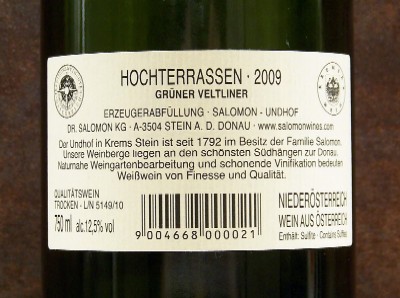 HOCHTERRASSEN · 2009
GRÜNER VELTLINER
ERZEUGERABFÜLLUNG · SALOMON - UNDHOF
DR. SALOMON KG · A-3504 STEIN A. D. DONAU · www.salomonwines.com
Der Undhof in Krems Stein ist seit 1792 im Besitz der Familie Salomon.
Unsere Weinberge liegen an den schönsten Südhängen zur Donau.
Naturnahe Weingartenbearbeitung und schonende Vinifikation bedeuten
Weißwein von Finesse und Qualität.
QUALITÄTSWEIN
TROCKEN - L/N 5149/10
750 ml alc.12,5% vol
9 004668 000021
NIEDERÖSTERREICH
WEIN AUS ÖSTERREICH
Enthält: Sulfite · Contains Sulfites